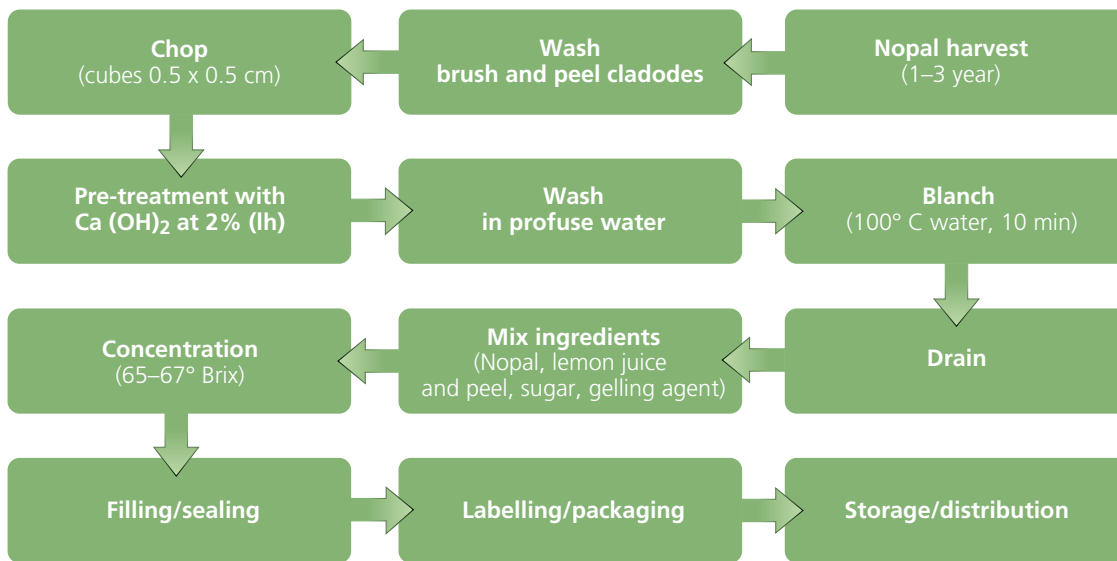 Nopal harvest
(1–3 year)
Wash
brush and peel cladodes
Chop
(cubes 0.5 x 0.5 cm)
Pre-treatment with
Ca (OH)₂ at 2% (lh)
Wash
in profuse water
Blanch
(100° C water, 10 min)
Drain
Mix ingredients
(Nopal, lemon juice
and peel, sugar, gelling agent)
Concentration
(65–67° Brix)
Filling/sealing
Labelling/packaging
Storage/distribution